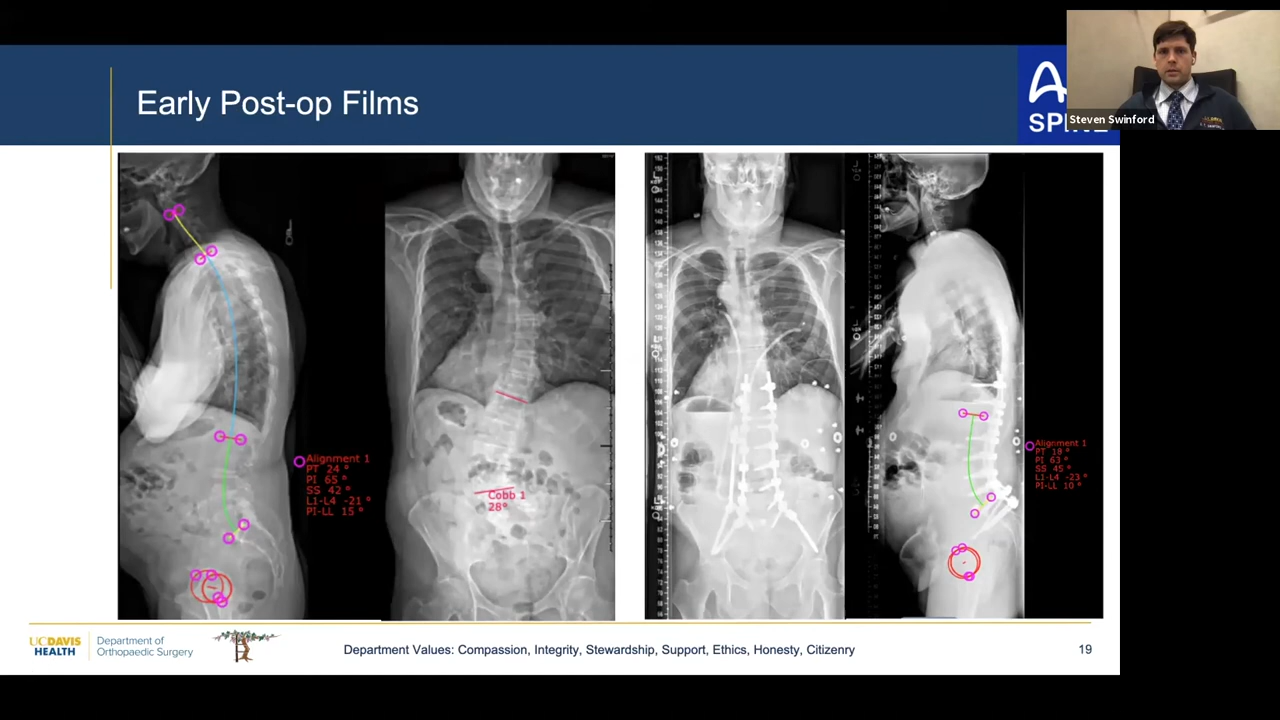 Early Post-op Films
SPINE
Steven Swinford
Alignment 1
PT 24 °
PI 65 °
SS 42 °
L1-L4 -21 °
PI-LL 15 °
Cobb 1
28°
Alignment 1
PT 18 °
PI 63 °
SS 45 °
L1-L4 -23 °
PI-LL 10 °
UCDAVIS
HEALTH
Department of
Orthopaedic Surgery
Department Values: Compassion, Integrity, Stewardship, Support, Ethics, Honesty, Citizenry
19